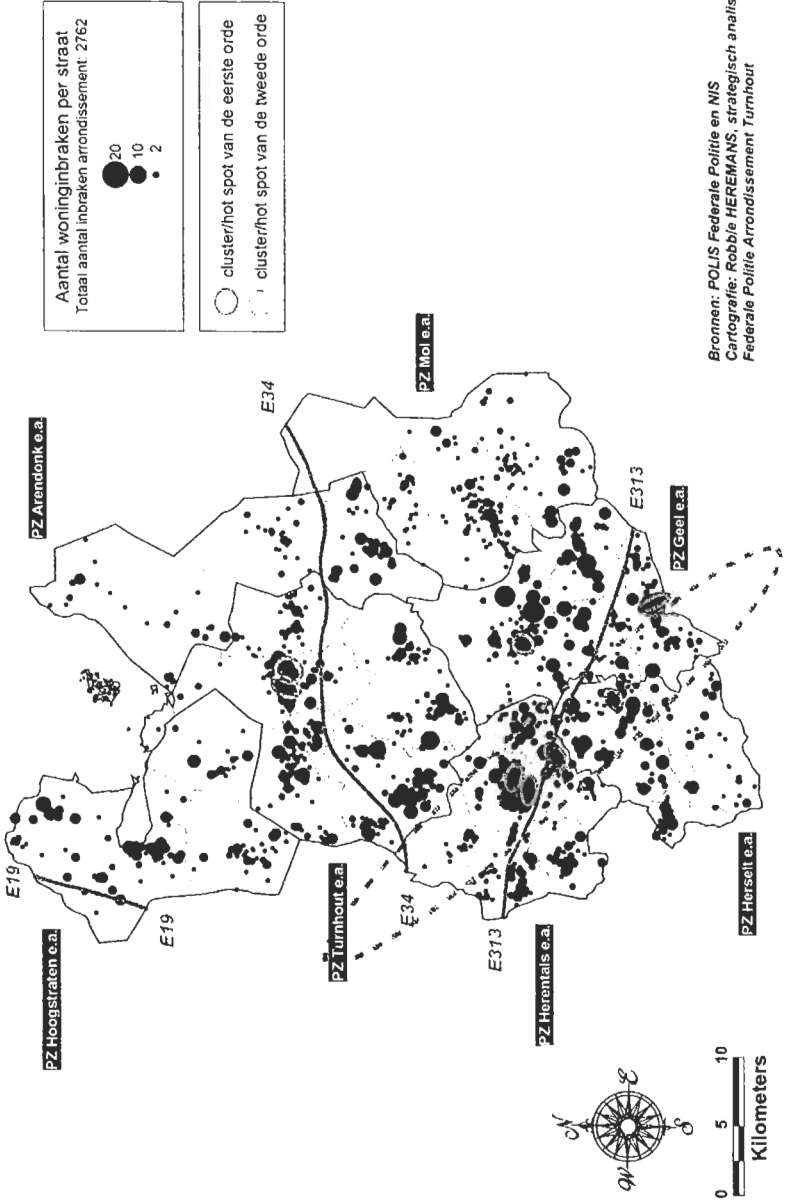 Aantal woninginbraken per straat
Totaal aantal inbraken arrondissement: 2762
20
10
2
cluster/hot spot van de eerste orde
cluster/hot spot van de tweede orde
PZ Arendonk e.a.
E34
PZ Mol e.a.
E19
PZ Hoogstraten e.a.
E19
PZ Turnhout e.a.
E34
E313
PZ Geel e.a.
E313
PZ Herentals e.a.
PZ Herselt e.a.
N
W
E
S
0
5
10
Kilometers
Bronnen: POLIS Federale Politie en NIS
Cartografie: Robbie HEREMANS, strategisch analis
Federale Politie Arrondissement Turnhout